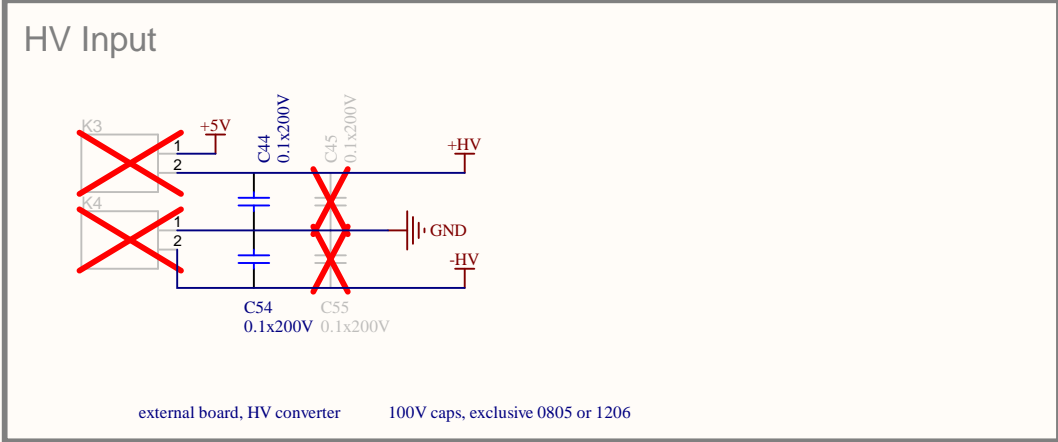 HV Input
K3
+5V
1
2
C44
0.1x200V
C45
0.1x200V
+HV
K4
1
2
GND
-HV
C54
0.1x200V
C55
0.1x200V
external board, HV converter
100V caps, exclusive 0805 or 1206